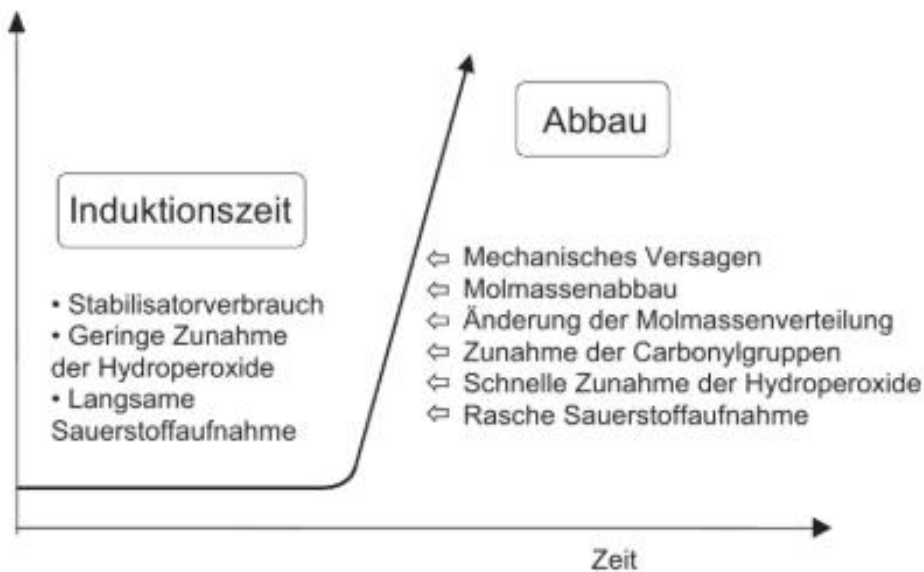 Induktionszeit
• Stabilisatorverbrauch
• Geringe Zunahme
der Hydroperoxide
• Langsame
Sauerstoffaufnahme
Abbau
⇦ Mechanisches Versagen
⇦ Molmassenabbau
⇦ Änderung der Molmassenverteilung
⇦ Zunahme der Carbonylgruppen
⇦ Schnelle Zunahme der Hydroperoxide
⇦ Rasche Sauerstoffaufnahme
Zeit